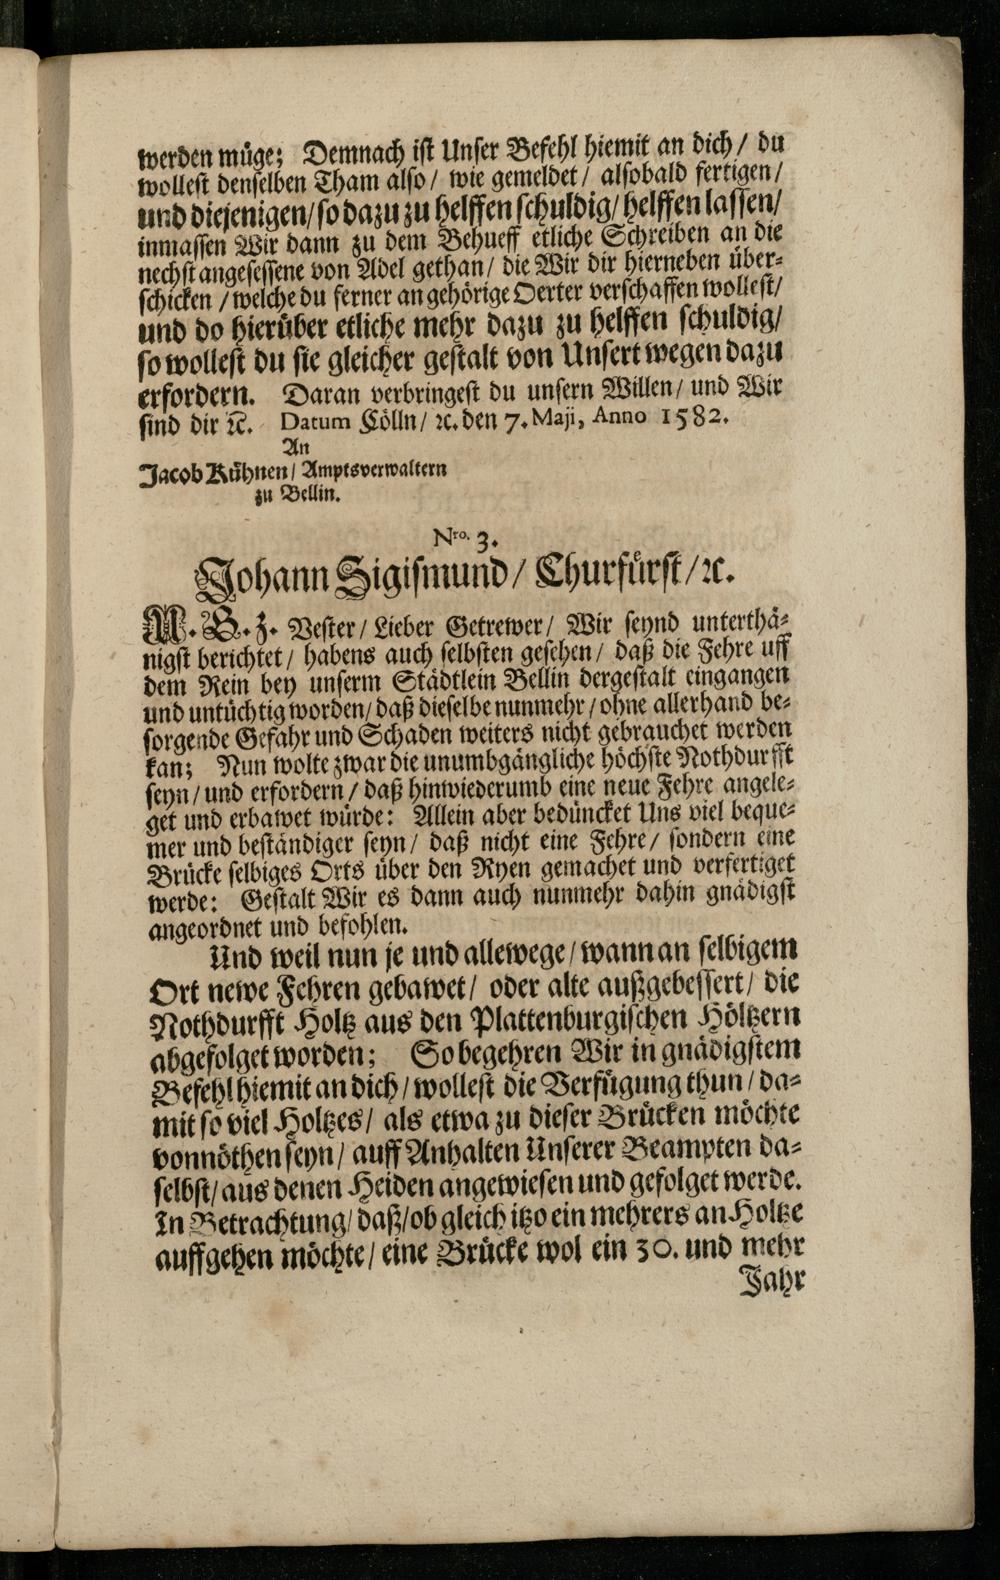 werden müge; Demnach ist Unser Befehl hiemit an dich / du
wollest denselben Tham also / wie gemeldet / alsobald fertigen /
und diejenigen / so dazu zu helffen schuldig / helffen lassen /
inmassen Wir dann zu dem Behueff etliche Schreiben an die
nechst angesessene von Adel gethan / die Wir dir hierneben über-
schicken / welche du ferner an gehörige Oerter verschaffen wollest /
und do hierüber etliche mehr dazu zu helffen schuldig /
so wollest du sie gleicher gestalt von Unsert wegen dazu
erfordern. Daran verbringest du unsern Willen / und Wir
sind dir ꝛc. Datum Cölln / ꝛc. den 7. Maji, Anno 1582.
An
Jacob Kühnen / Amptsverwaltern
zu Bellin.
Nro. 3.
Johann Sigismund / Churfürst / ꝛc.
U. G. Z. Vester / Lieber Getrewer / Wir seynd unterthä-
nigst berichtet / habens auch selbsten gesehen / daß die Fehre uff
dem Rein bey unserm Städtlein Bellin dergestalt eingangen
und untüchtig worden / daß dieselbe nunmehr / ohne allerhand be-
sorgende Gefahr und Schaden weiters nicht gebrauchet werden
kan; Nun wolte zwar die unumbgängliche höchste Nothdurfft
seyn / und erfordern / daß hinwiederumb eine neue Fehre angele-
get und erbawet würde: Allein aber bedüncket Uns viel beque-
mer und beständiger seyn / daß nicht eine Fehre / sondern eine
Brücke selbiges Orts über den Ryen gemachet und verfertiget
werde: Gestalt Wir es dann auch nunmehr dahin gnädigst
angeordnet und befohlen.
Und weil nun je und allewege / wann an selbigem
Ort newe Fehren gebawet / oder alte außgebessert / die
Nothdurfft Holtz aus den Plattenburgischen Höltzern
abgefolget worden; So begehren Wir in gnädigstem
Befehl hiemit an dich / wollest die Verfügung thun / da-
mit so viel Holtzes / als etwa zu dieser Brücken möchte
vonnöthen seyn / auff Anhalten Unserer Beampten da-
selbst / aus denen Heiden angewiesen und gefolget werde.
In Betrachtung / daß / ob gleich itzo ein mehrers an Holtze
auffgehen möchte / eine Brücke wol ein 30. und mehr
Jahr